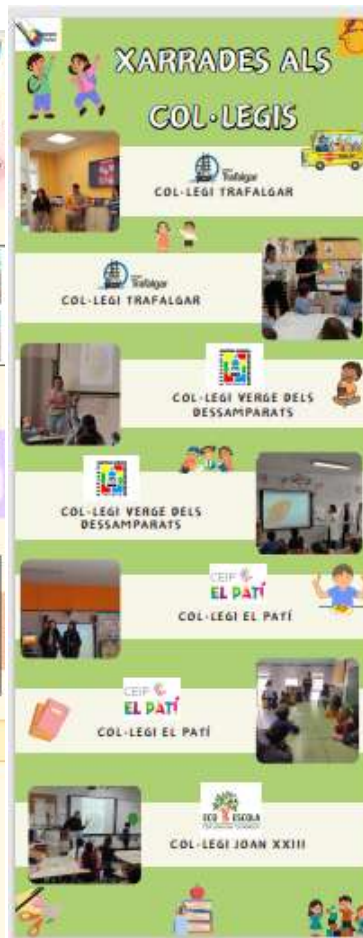 XARRADES ALS
COL·LEGIS
Trafalgar
COL·LEGI TRAFALGAR
Trafalgar
COL·LEGI TRAFALGAR
COL·LEGI VERGE DELS
DESSAMPARATS
COL·LEGI VERGE DELS
DESSAMPARATS
CEIP
EL PATÍ
COL·LEGI EL PATÍ
CEIP
EL PATÍ
COL·LEGI EL PATÍ
ECO ESCOLA
COL·LEGI JOAN XXIII